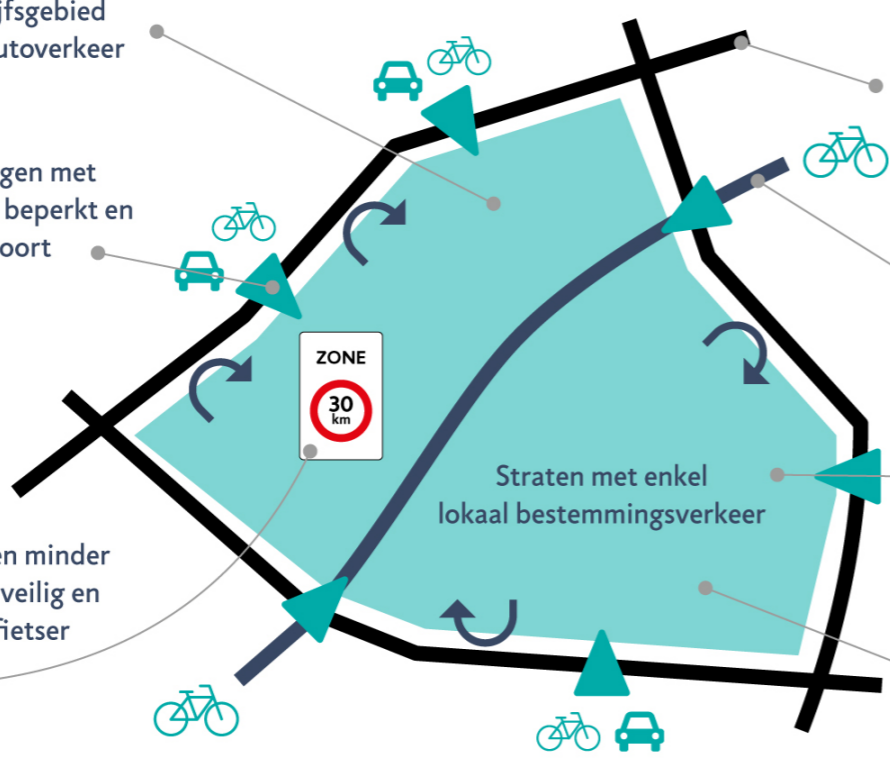 jfsgebied
utoverkeer
gen met
beperkt en
oort
ZONE
30
km
Straten met enkel
lokaal bestemmingsverkeer
en minder
veilig en
fietser